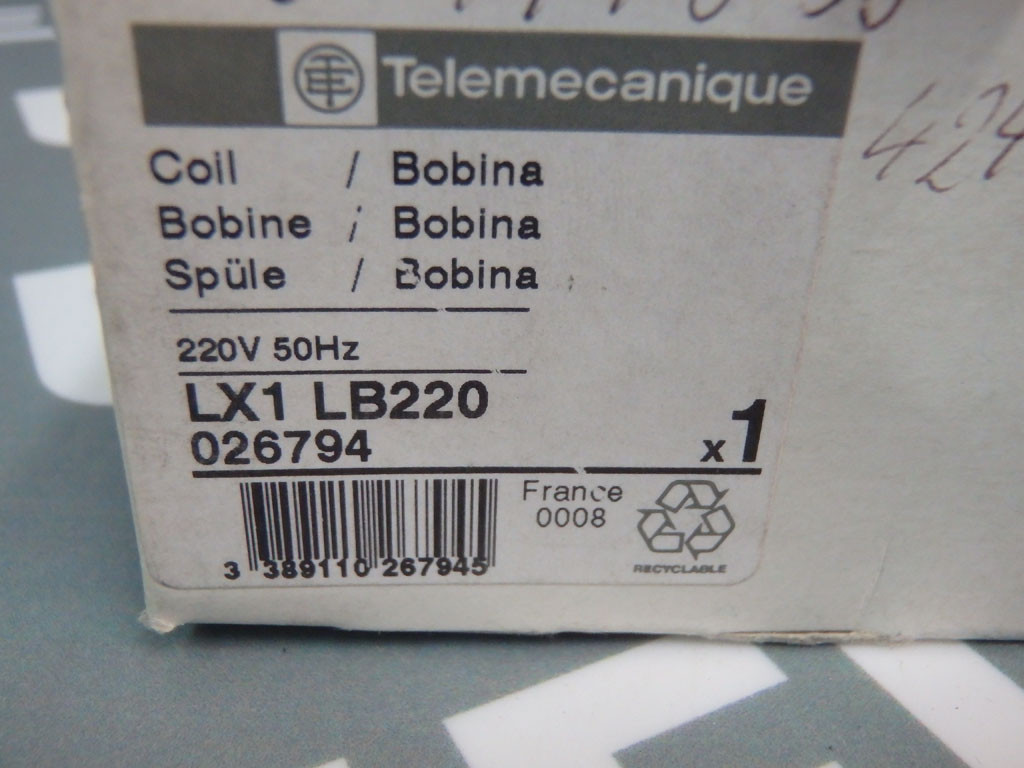 Telemecanique
Coil / Bobina
Bobine / Bobina
Spüle / Bobina
220V 50Hz
LX1 LB220
026794
x1
France
0008
RECYCLABLE
3 389110 267945
424